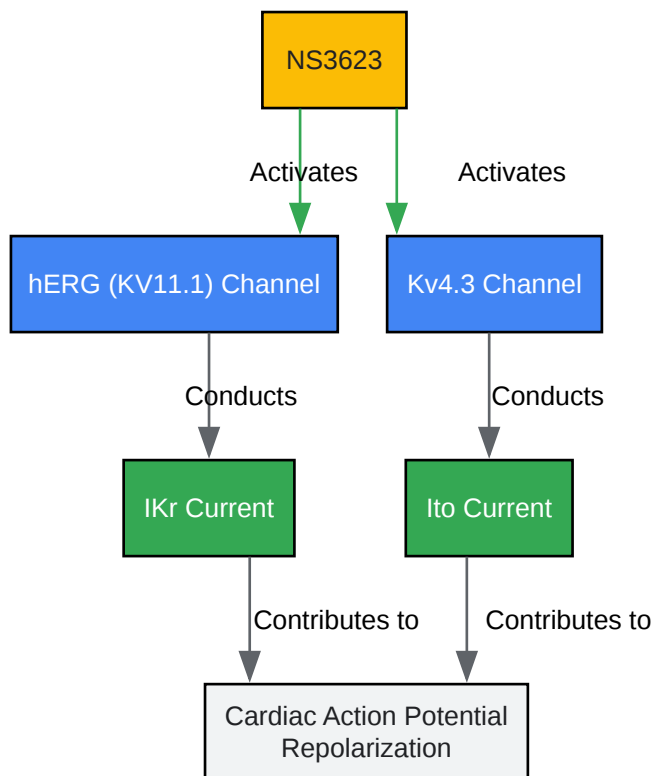 NS3623
Activates
Activates
hERG (KV11.1) Channel
Kv4.3 Channel
Conducts
Conducts
IKr Current
Ito Current
Contributes to
Contributes to
Cardiac Action Potential
Repolarization